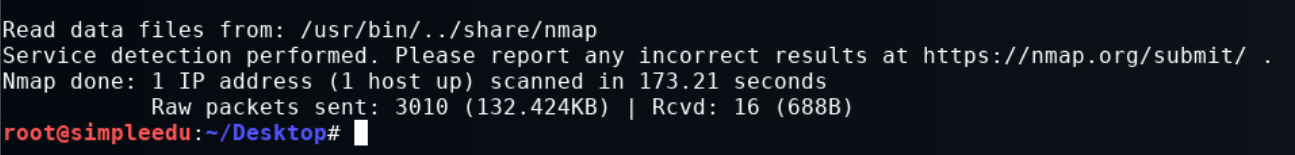 Read data files from: /usr/bin/../share/nmap
Service detection performed. Please report any incorrect results at https://nmap.org/submit/ .
Nmap done: 1 IP address (1 host up) scanned in 173.21 seconds
           Raw packets sent: 3010 (132.424KB) | Rcvd: 16 (688B)
root@simpleedu:~/Desktop#